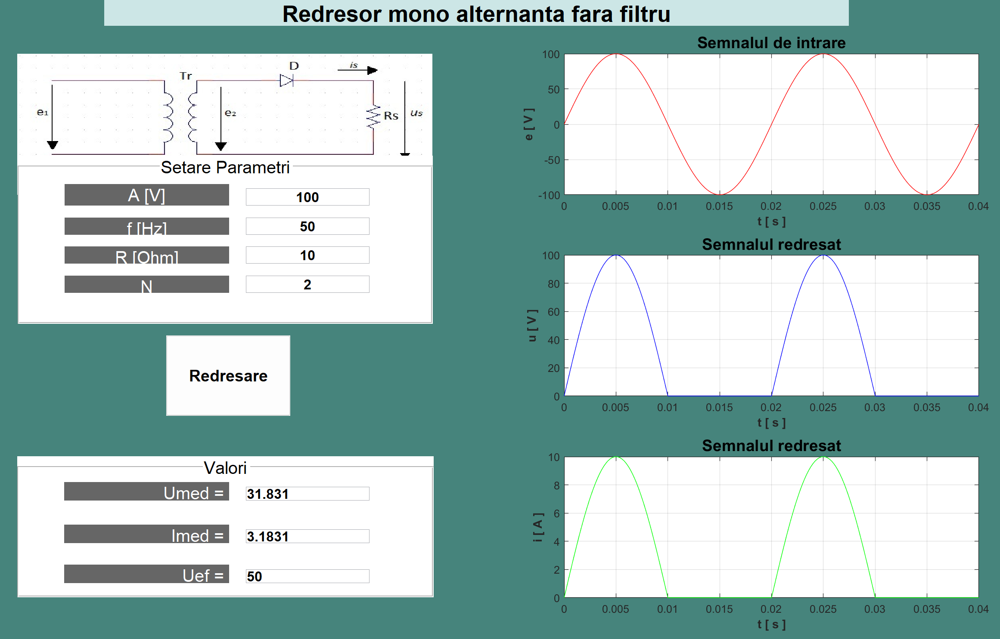 Redresor mono alternanta fara filtru
Tr
D
is
e₁
e₂
Rs
us
Setare Parametri
A [V]
100
f [Hz]
50
R [Ohm]
10
N
2
Redresare
Valori
Umed =
31.831
Imed =
3.1831
Uef =
50
Semnalul de intrare
100
50
0
-50
-100
e [ V ]
0 0.005 0.01 0.015 0.02 0.025 0.03 0.035 0.04
t [ s ]
Semnalul redresat
100
80
60
40
20
0
u [ V ]
0 0.005 0.01 0.015 0.02 0.025 0.03 0.035 0.04
t [ s ]
Semnalul redresat
10
8
6
4
2
0
i [ A ]
0 0.005 0.01 0.015 0.02 0.025 0.03 0.035 0.04
t [ s ]